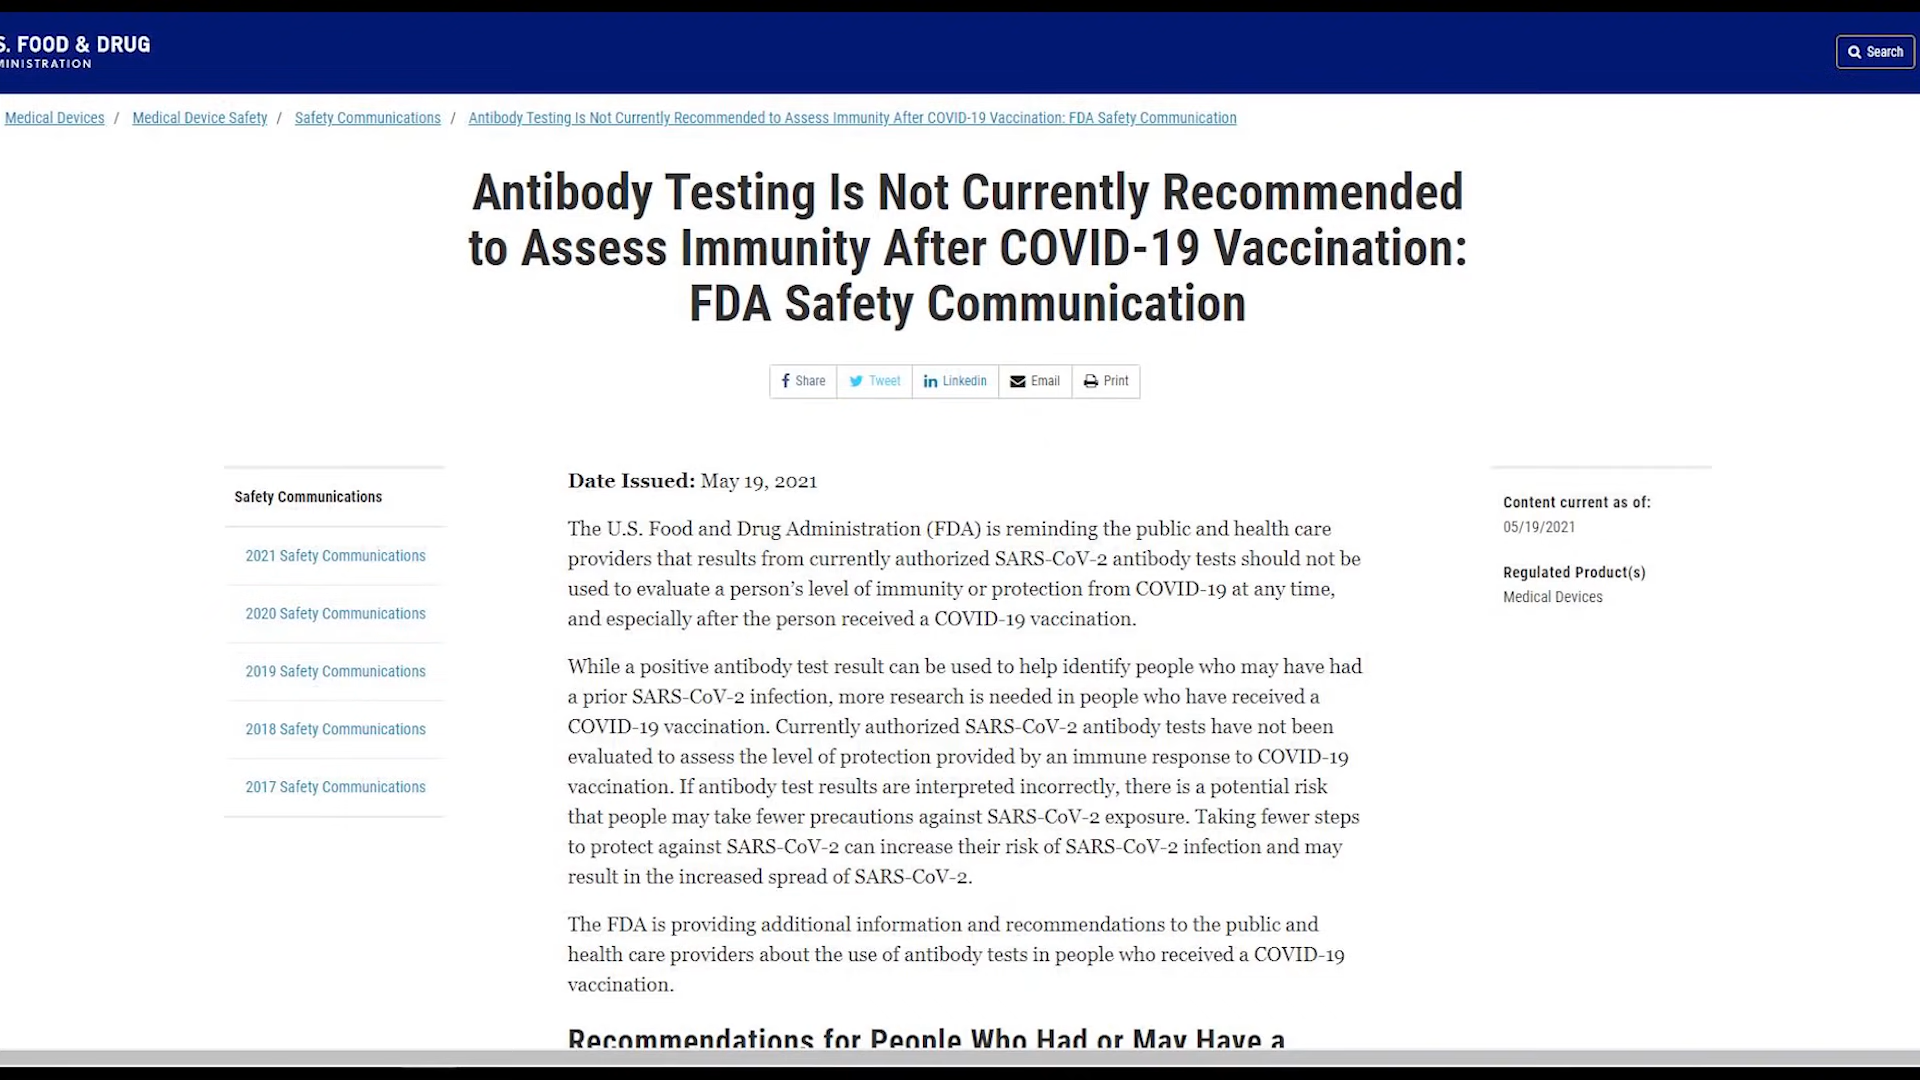 S. FOOD & DRUG
MINISTRATION
Search
Medical Devices / Medical Device Safety / Safety Communications / Antibody Testing Is Not Currently Recommended to Assess Immunity After COVID-19 Vaccination: FDA Safety Communication
Antibody Testing Is Not Currently Recommended
to Assess Immunity After COVID-19 Vaccination:
FDA Safety Communication
Share Tweet Linkedin Email Print
Safety Communications
2021 Safety Communications
2020 Safety Communications
2019 Safety Communications
2018 Safety Communications
2017 Safety Communications
Date Issued: May 19, 2021
The U.S. Food and Drug Administration (FDA) is reminding the public and health care
providers that results from currently authorized SARS-CoV-2 antibody tests should not be
used to evaluate a person’s level of immunity or protection from COVID-19 at any time,
and especially after the person received a COVID-19 vaccination.
While a positive antibody test result can be used to help identify people who may have had
a prior SARS-CoV-2 infection, more research is needed in people who have received a
COVID-19 vaccination. Currently authorized SARS-CoV-2 antibody tests have not been
evaluated to assess the level of protection provided by an immune response to COVID-19
vaccination. If antibody test results are interpreted incorrectly, there is a potential risk
that people may take fewer precautions against SARS-CoV-2 exposure. Taking fewer steps
to protect against SARS-CoV-2 can increase their risk of SARS-CoV-2 infection and may
result in the increased spread of SARS-CoV-2.
The FDA is providing additional information and recommendations to the public and
health care providers about the use of antibody tests in people who received a COVID-19
vaccination.
Recommendations for People Who Had or May Have a
Content current as of:
05/19/2021
Regulated Product(s)
Medical Devices